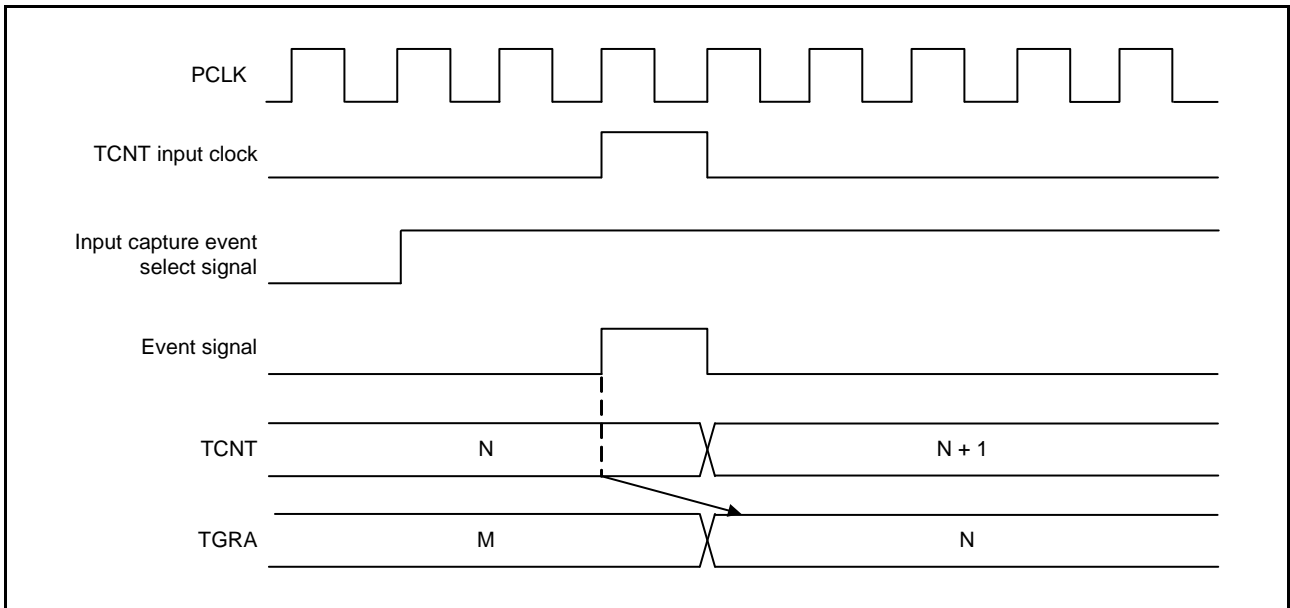 PCLK
TCNT input clock
Input capture event
select signal
Event signal
TCNT
N
N + 1
TGRA
M
N